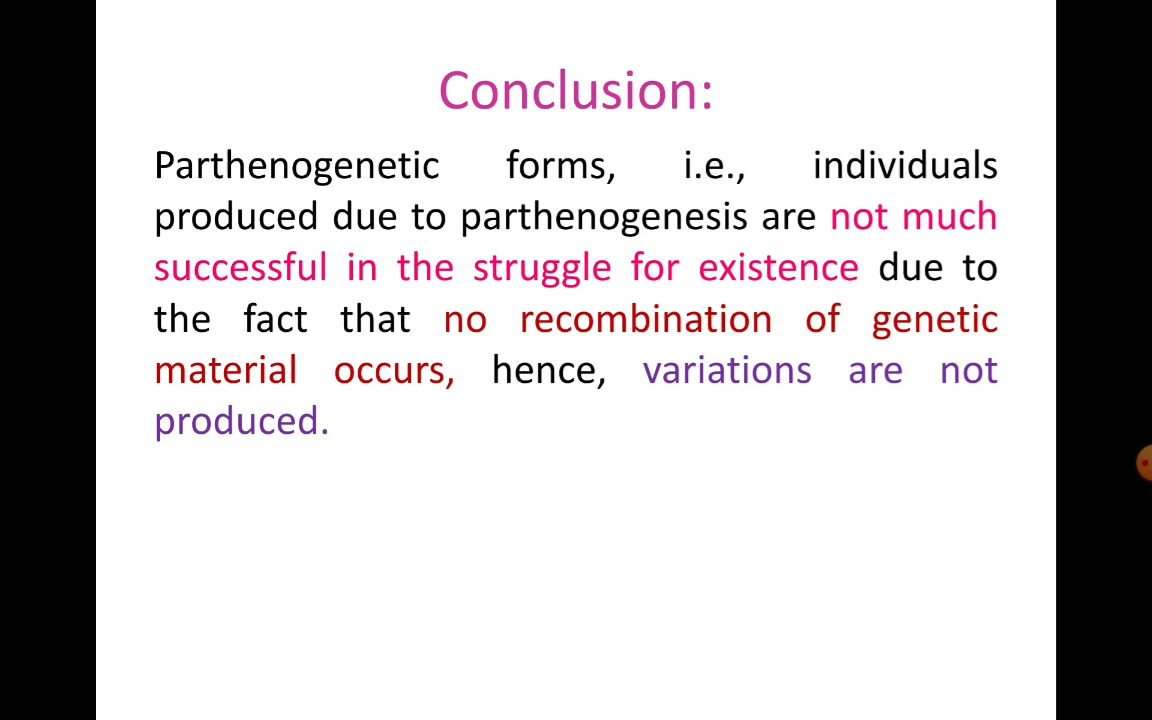 Conclusion:
Parthenogenetic forms, i.e., individuals
produced due to parthenogenesis are not much
successful in the struggle for existence due to
the fact that no recombination of genetic
material occurs, hence, variations are not
produced.